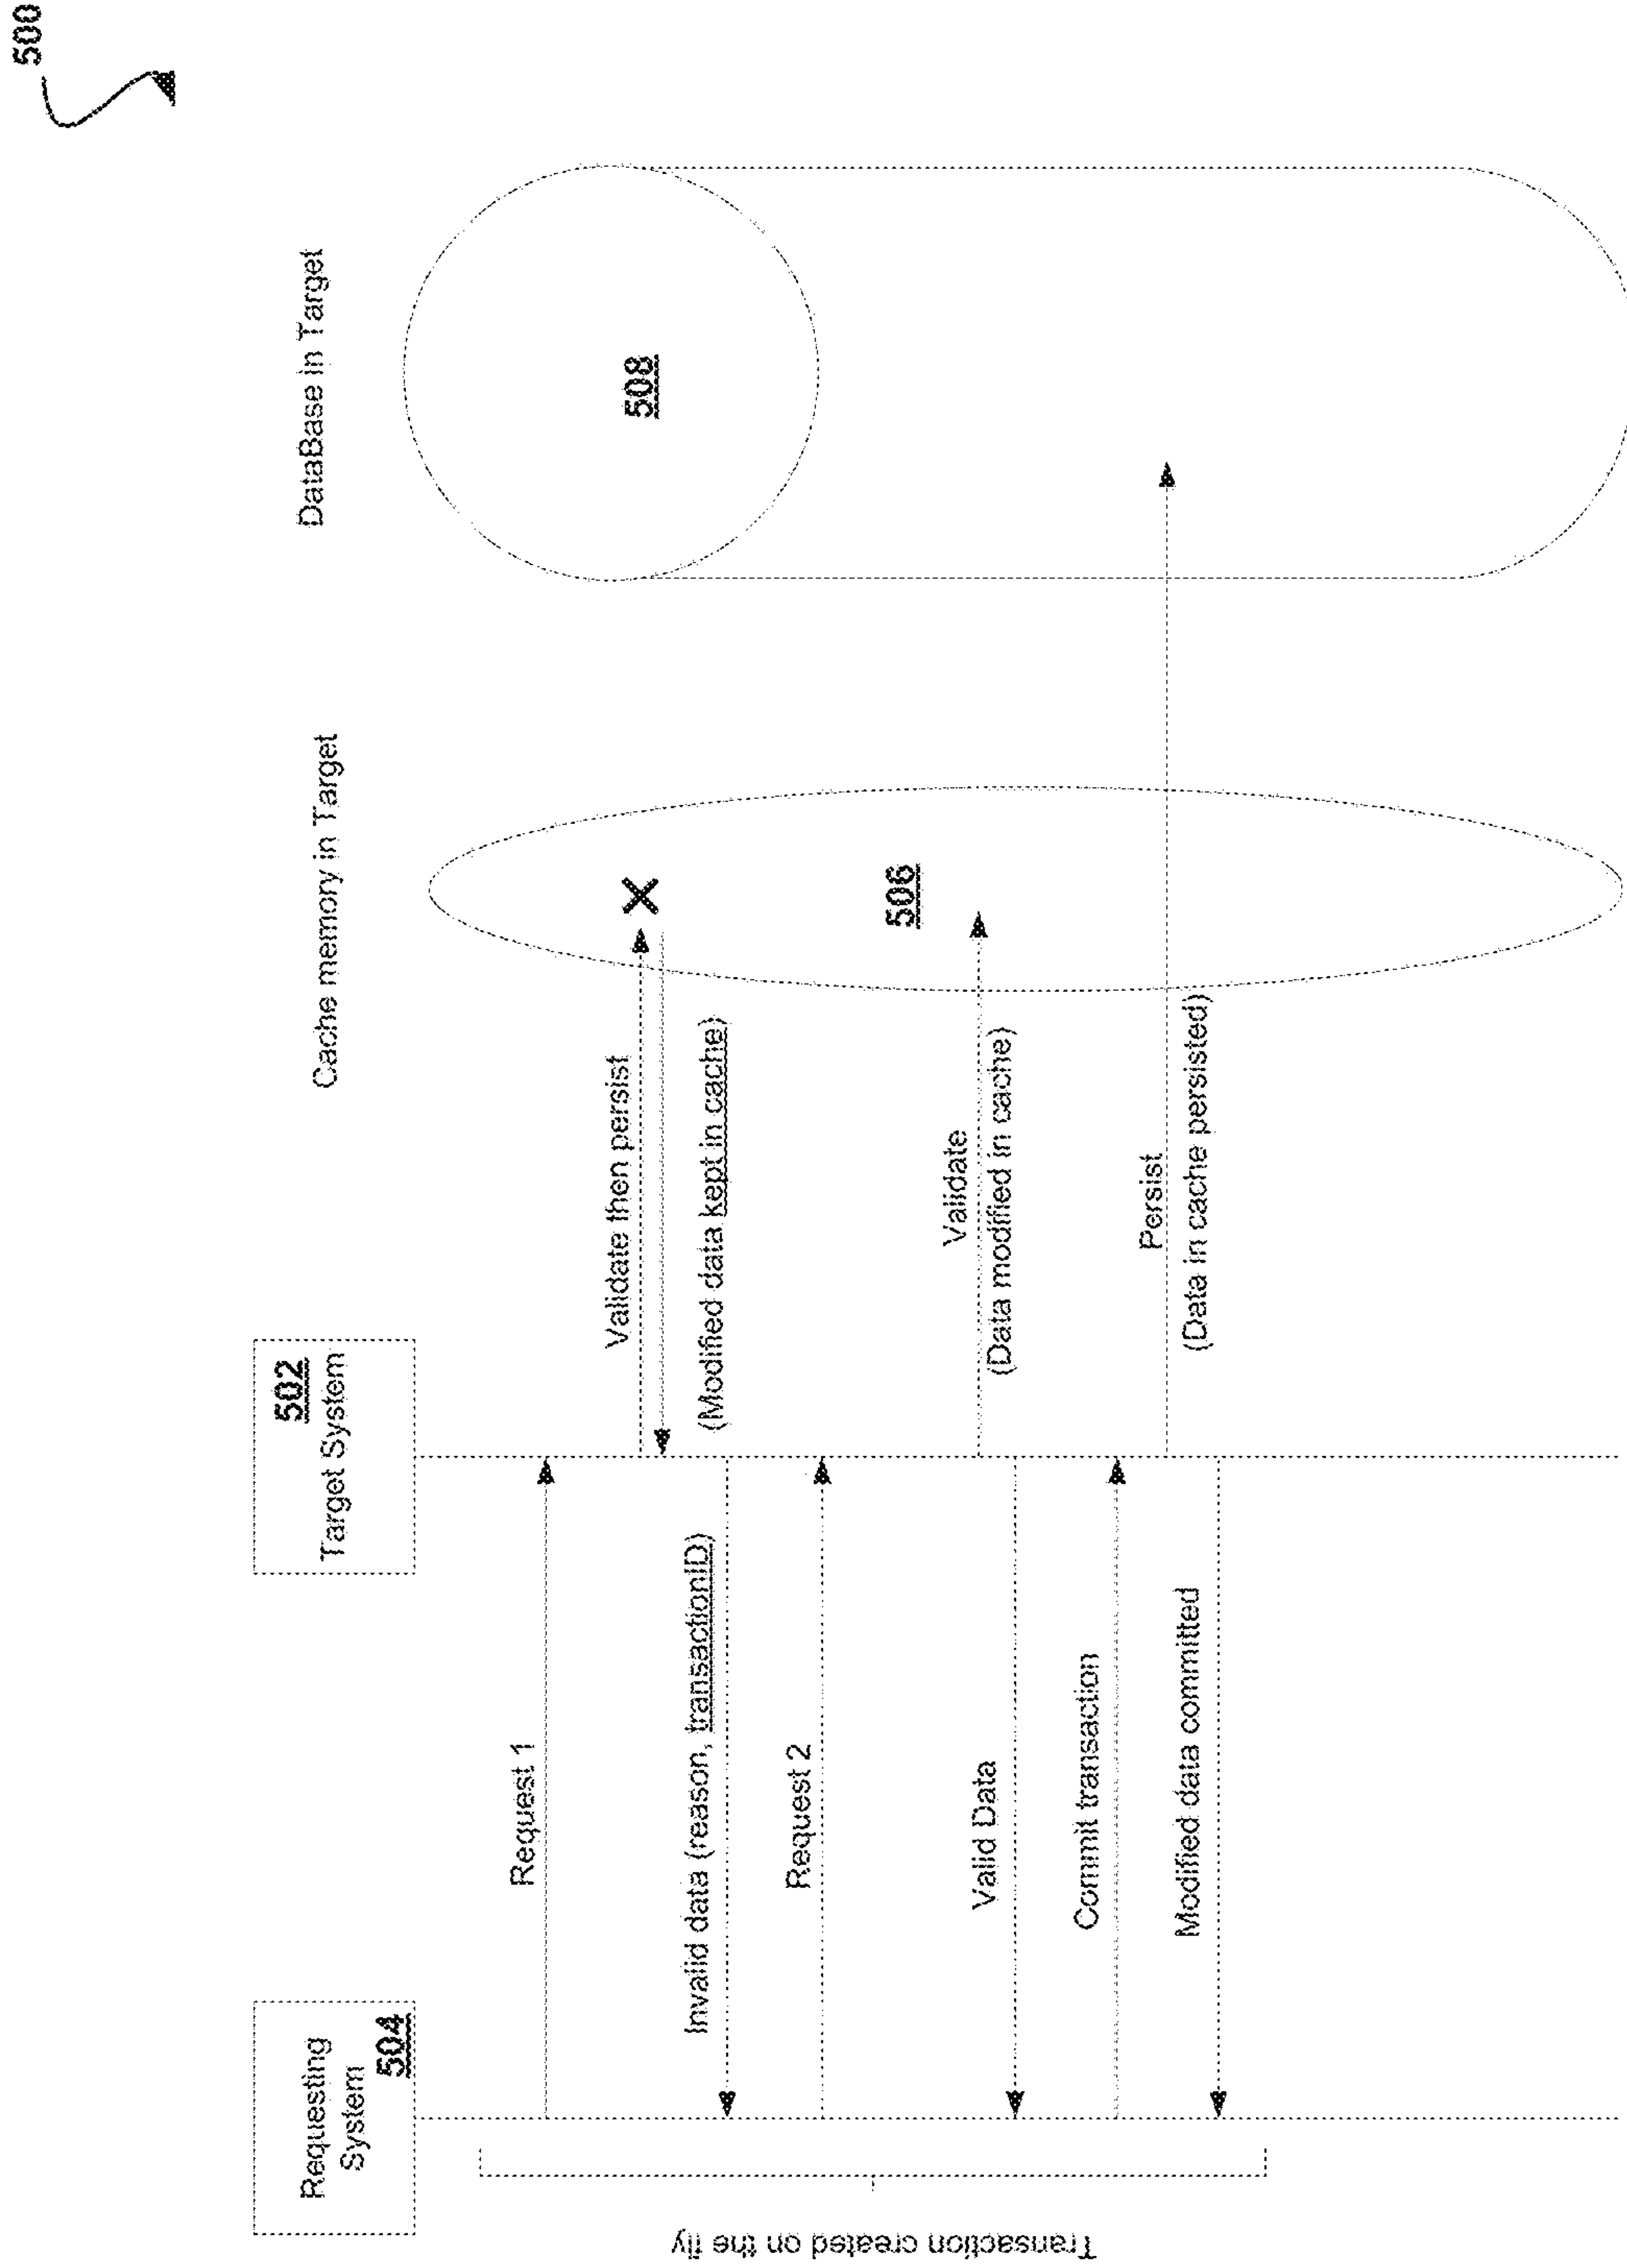 500
Requesting
System
504
502
Target System
Cache memory in Target
DataBase in Target
Transaction created on the fly
Request 1
Validate then persist
508
(Modified data kept in cache)
Invalid data (reason, transactionID)
Request 2
506
Validate
(Data modified in cache)
Valid Data
Commit transaction
Persist
(Data in cache persisted)
Modified data committed